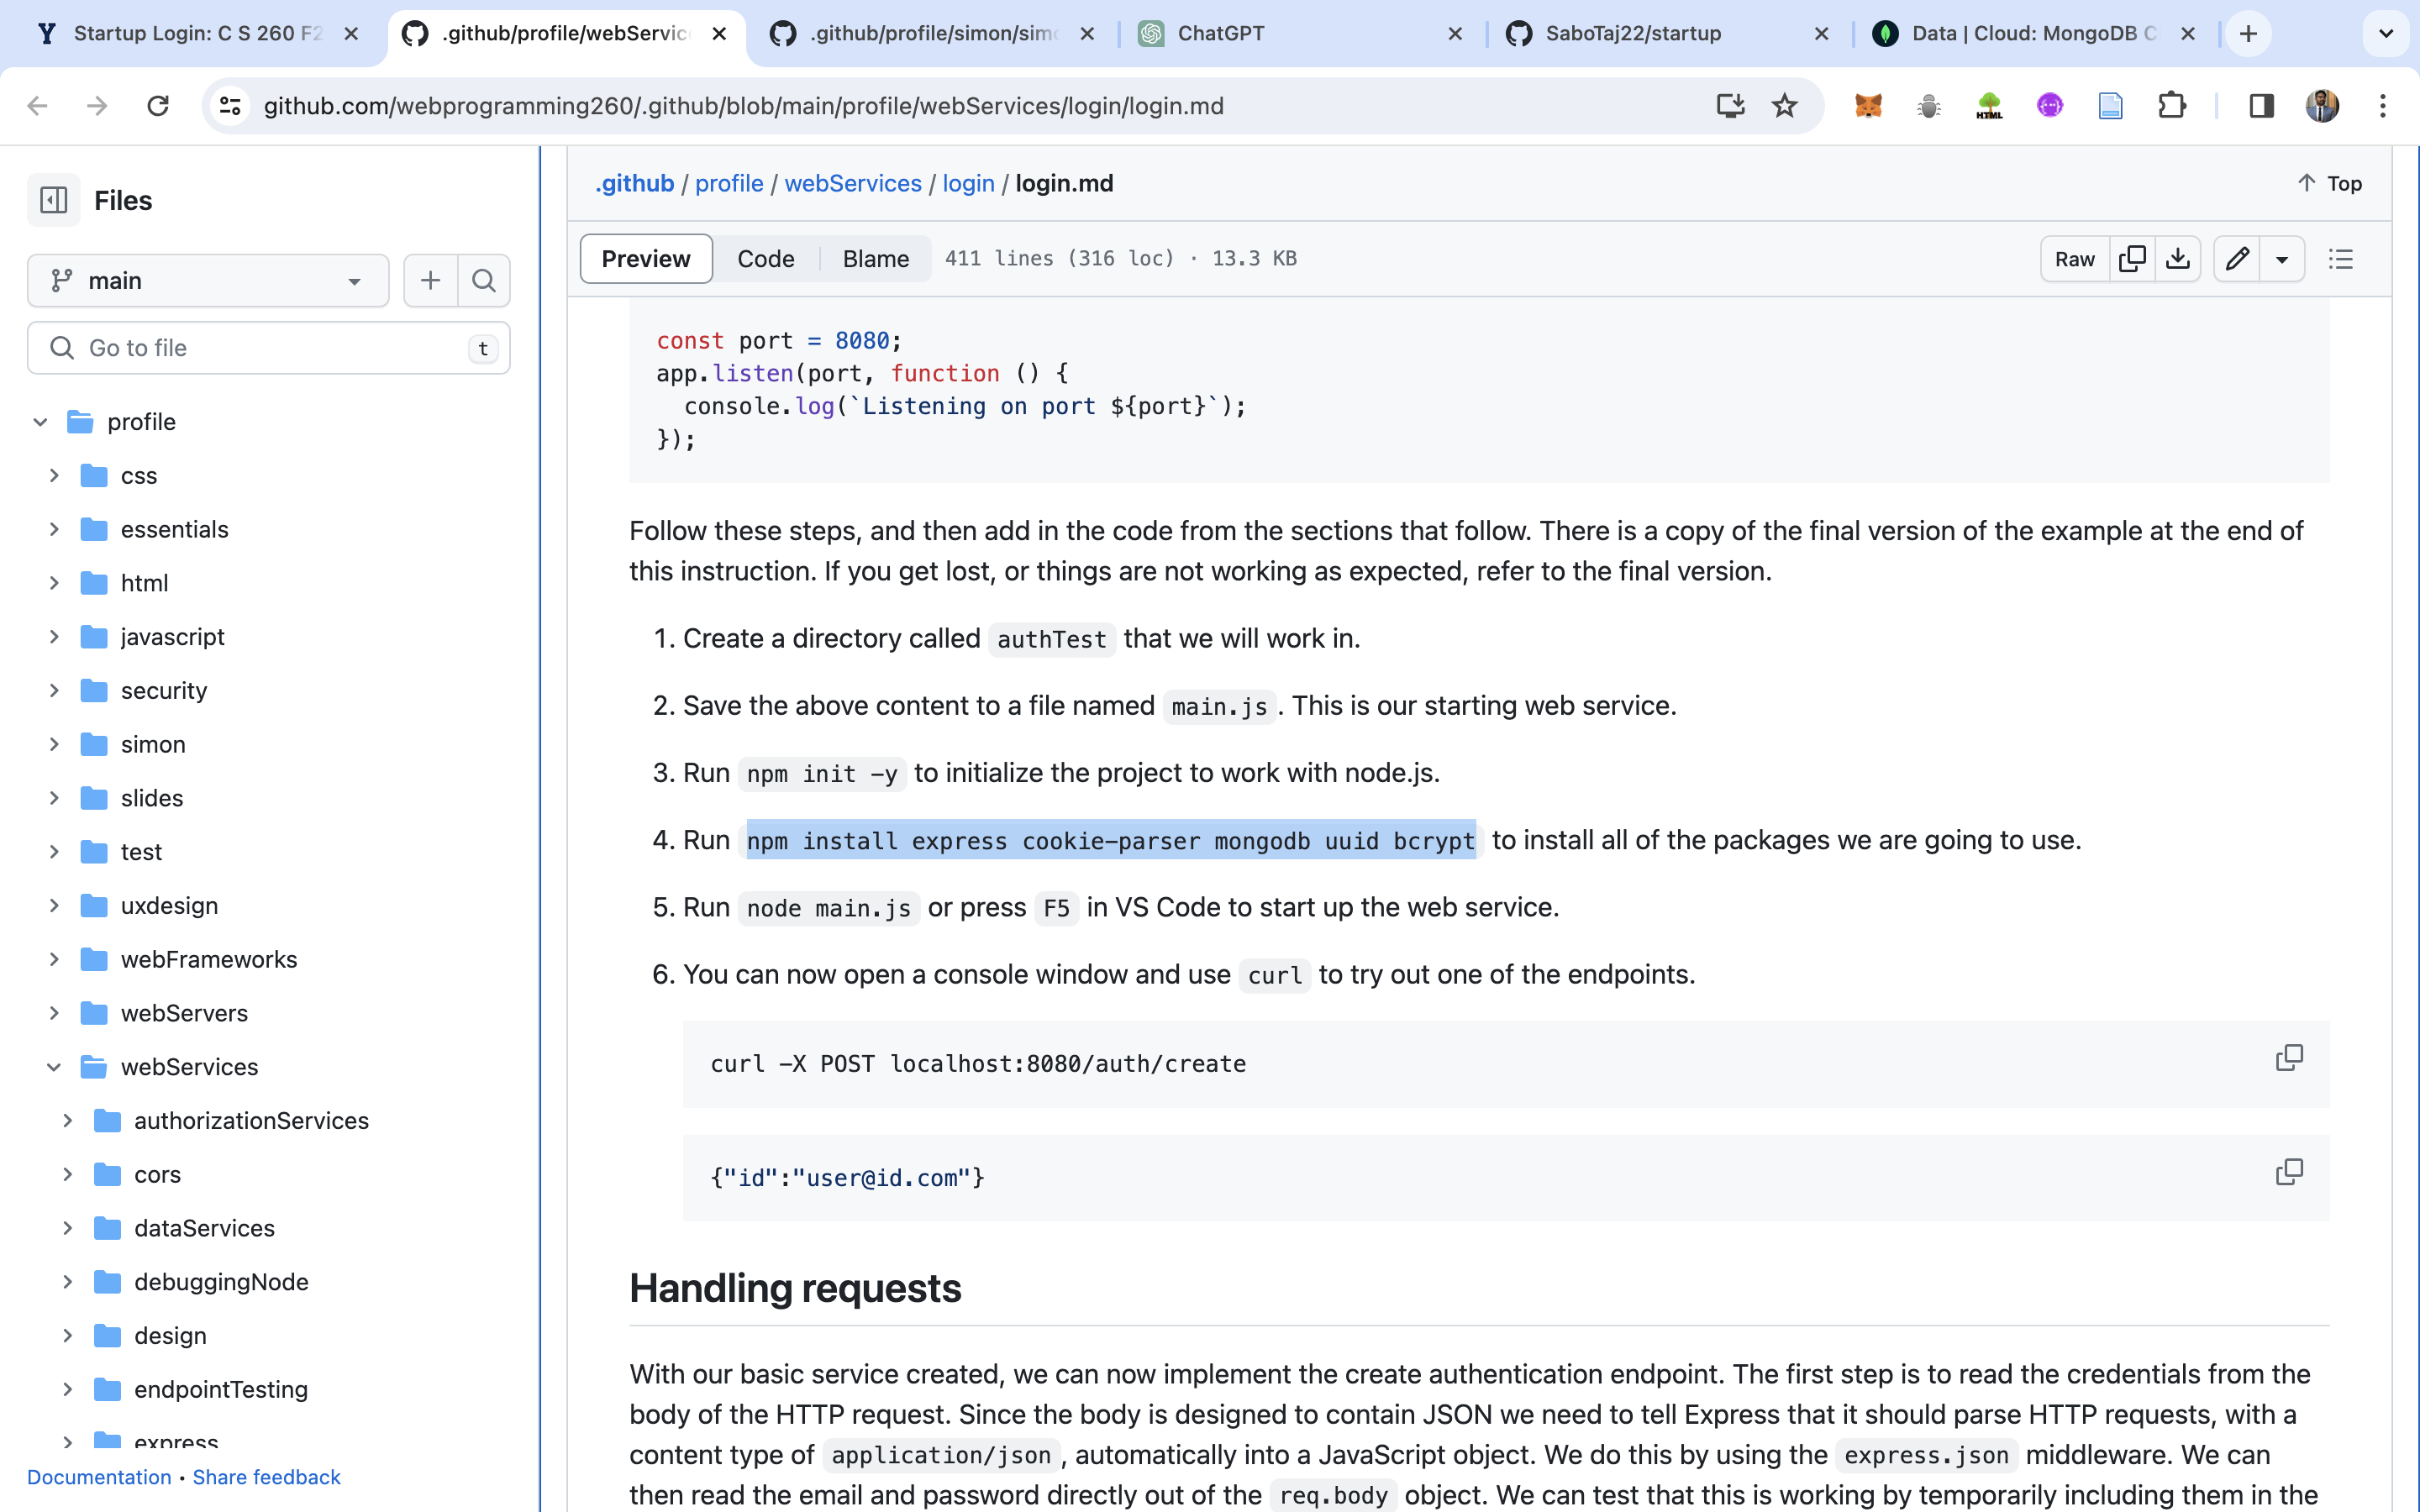 Startup Login: C S 260 F2
.github/profile/webServic
.github/profile/simon/sim
ChatGPT
SaboTaj22/startup
Data | Cloud: MongoDB C
github.com/webprogramming260/.github/blob/main/profile/webServices/login/login.md
HTML
Files
main
Go to file
t
profile
css
essentials
html
javascript
security
simon
slides
test
uxdesign
webFrameworks
webServers
webServices
authorizationServices
cors
dataServices
debuggingNode
design
endpointTesting
express
Documentation • Share feedback
.github / profile / webServices / login / login.md
Top
Preview Code Blame 411 lines (316 loc) · 13.3 KB
Raw
const port = 8080;
app.listen(port, function () {
  console.log(`Listening on port ${port}`);
});
Follow these steps, and then add in the code from the sections that follow. There is a copy of the final version of the example at the end of
this instruction. If you get lost, or things are not working as expected, refer to the final version.
1. Create a directory called authTest that we will work in.
2. Save the above content to a file named main.js. This is our starting web service.
3. Run npm init -y to initialize the project to work with node.js.
4. Run npm install express cookie-parser mongodb uuid bcrypt to install all of the packages we are going to use.
5. Run node main.js or press F5 in VS Code to start up the web service.
6. You can now open a console window and use curl to try out one of the endpoints.
curl -X POST localhost:8080/auth/create
{"id":"user@id.com"}
Handling requests
With our basic service created, we can now implement the create authentication endpoint. The first step is to read the credentials from the
body of the HTTP request. Since the body is designed to contain JSON we need to tell Express that it should parse HTTP requests, with a
content type of application/json, automatically into a JavaScript object. We do this by using the express.json middleware. We can
then read the email and password directly out of the req.body object. We can test that this is working by temporarily including them in the